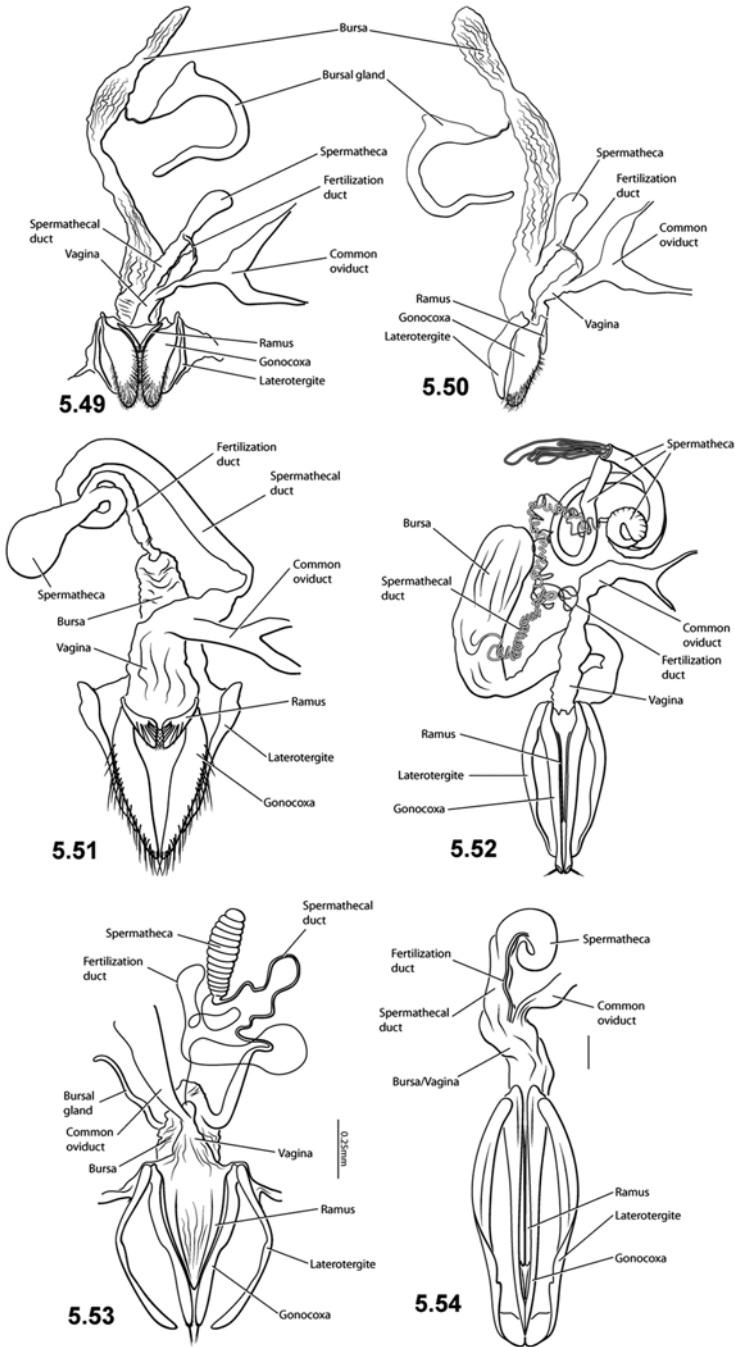 Bursa
Bursal gland
Spermatheca
Fertilization
duct
Spermathecal
duct
Vagina
Common
oviduct
Ramus
Gonocoxa
Laterotergite
5.49
Spermatheca
Fertilization
duct
Common
oviduct
Ramus
Gonocoxa
Laterotergite
Vagina
5.50
Fertilization
duct
Spermathecal
duct
Spermatheca
Bursa
Common
oviduct
Vagina
Ramus
Laterotergite
Gonocoxa
5.51
Spermatheca
Bursa
Spermathecal
duct
Common
oviduct
Fertilization
duct
Vagina
Ramus
Laterotergite
Gonocoxa
5.52
Spermathecal
duct
Spermatheca
Fertilization
duct
Bursal
gland
Common
oviduct
Bursa
Vagina
0.25mm
Ramus
Laterotergite
Gonocoxa
5.53
Fertilization
duct
Spermatheca
Spermathecal
duct
Common
oviduct
Bursa/Vagina
Ramus
Laterotergite
Gonocoxa
5.54